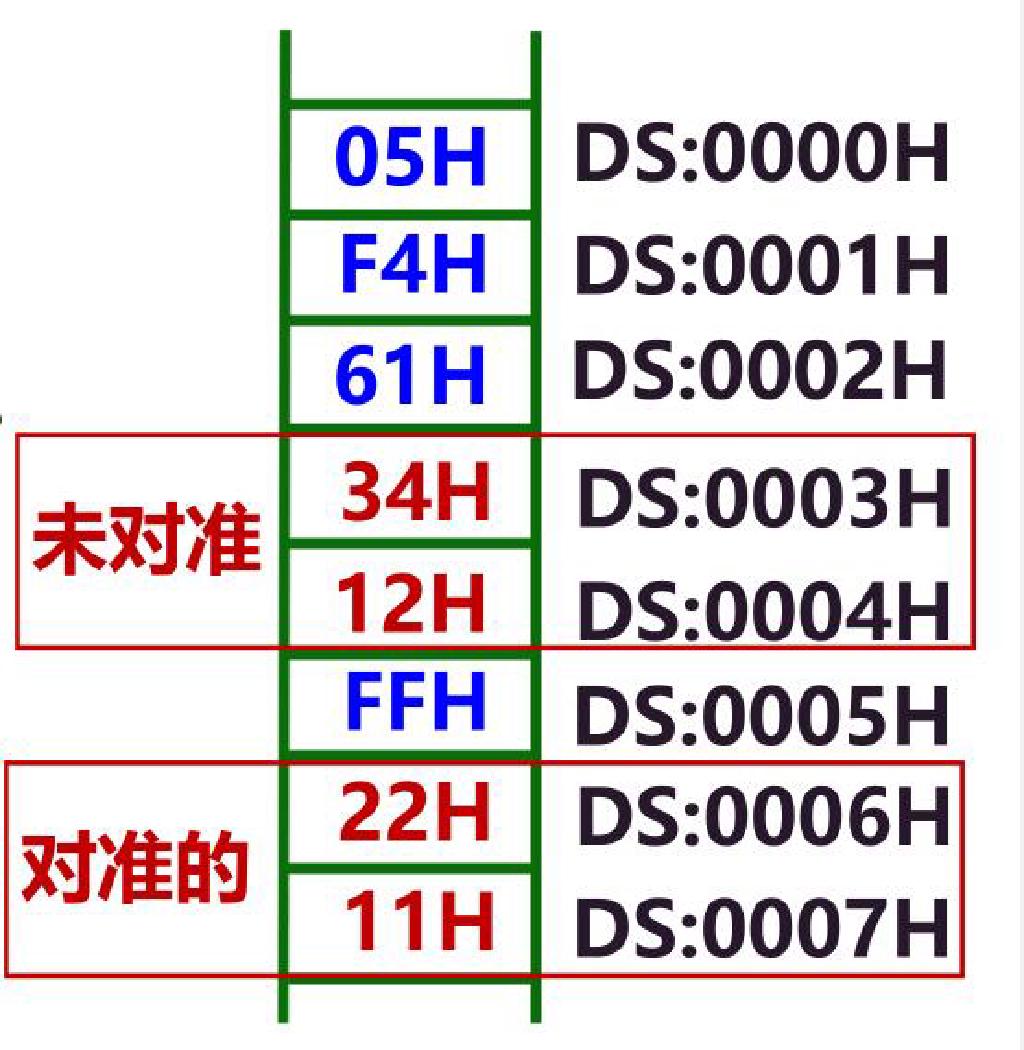 05H DS:0000H
F4H DS:0001H
61H DS:0002H
34H DS:0003H
未对准
12H DS:0004H
FFH DS:0005H
22H DS:0006H
对准的
11H DS:0007H